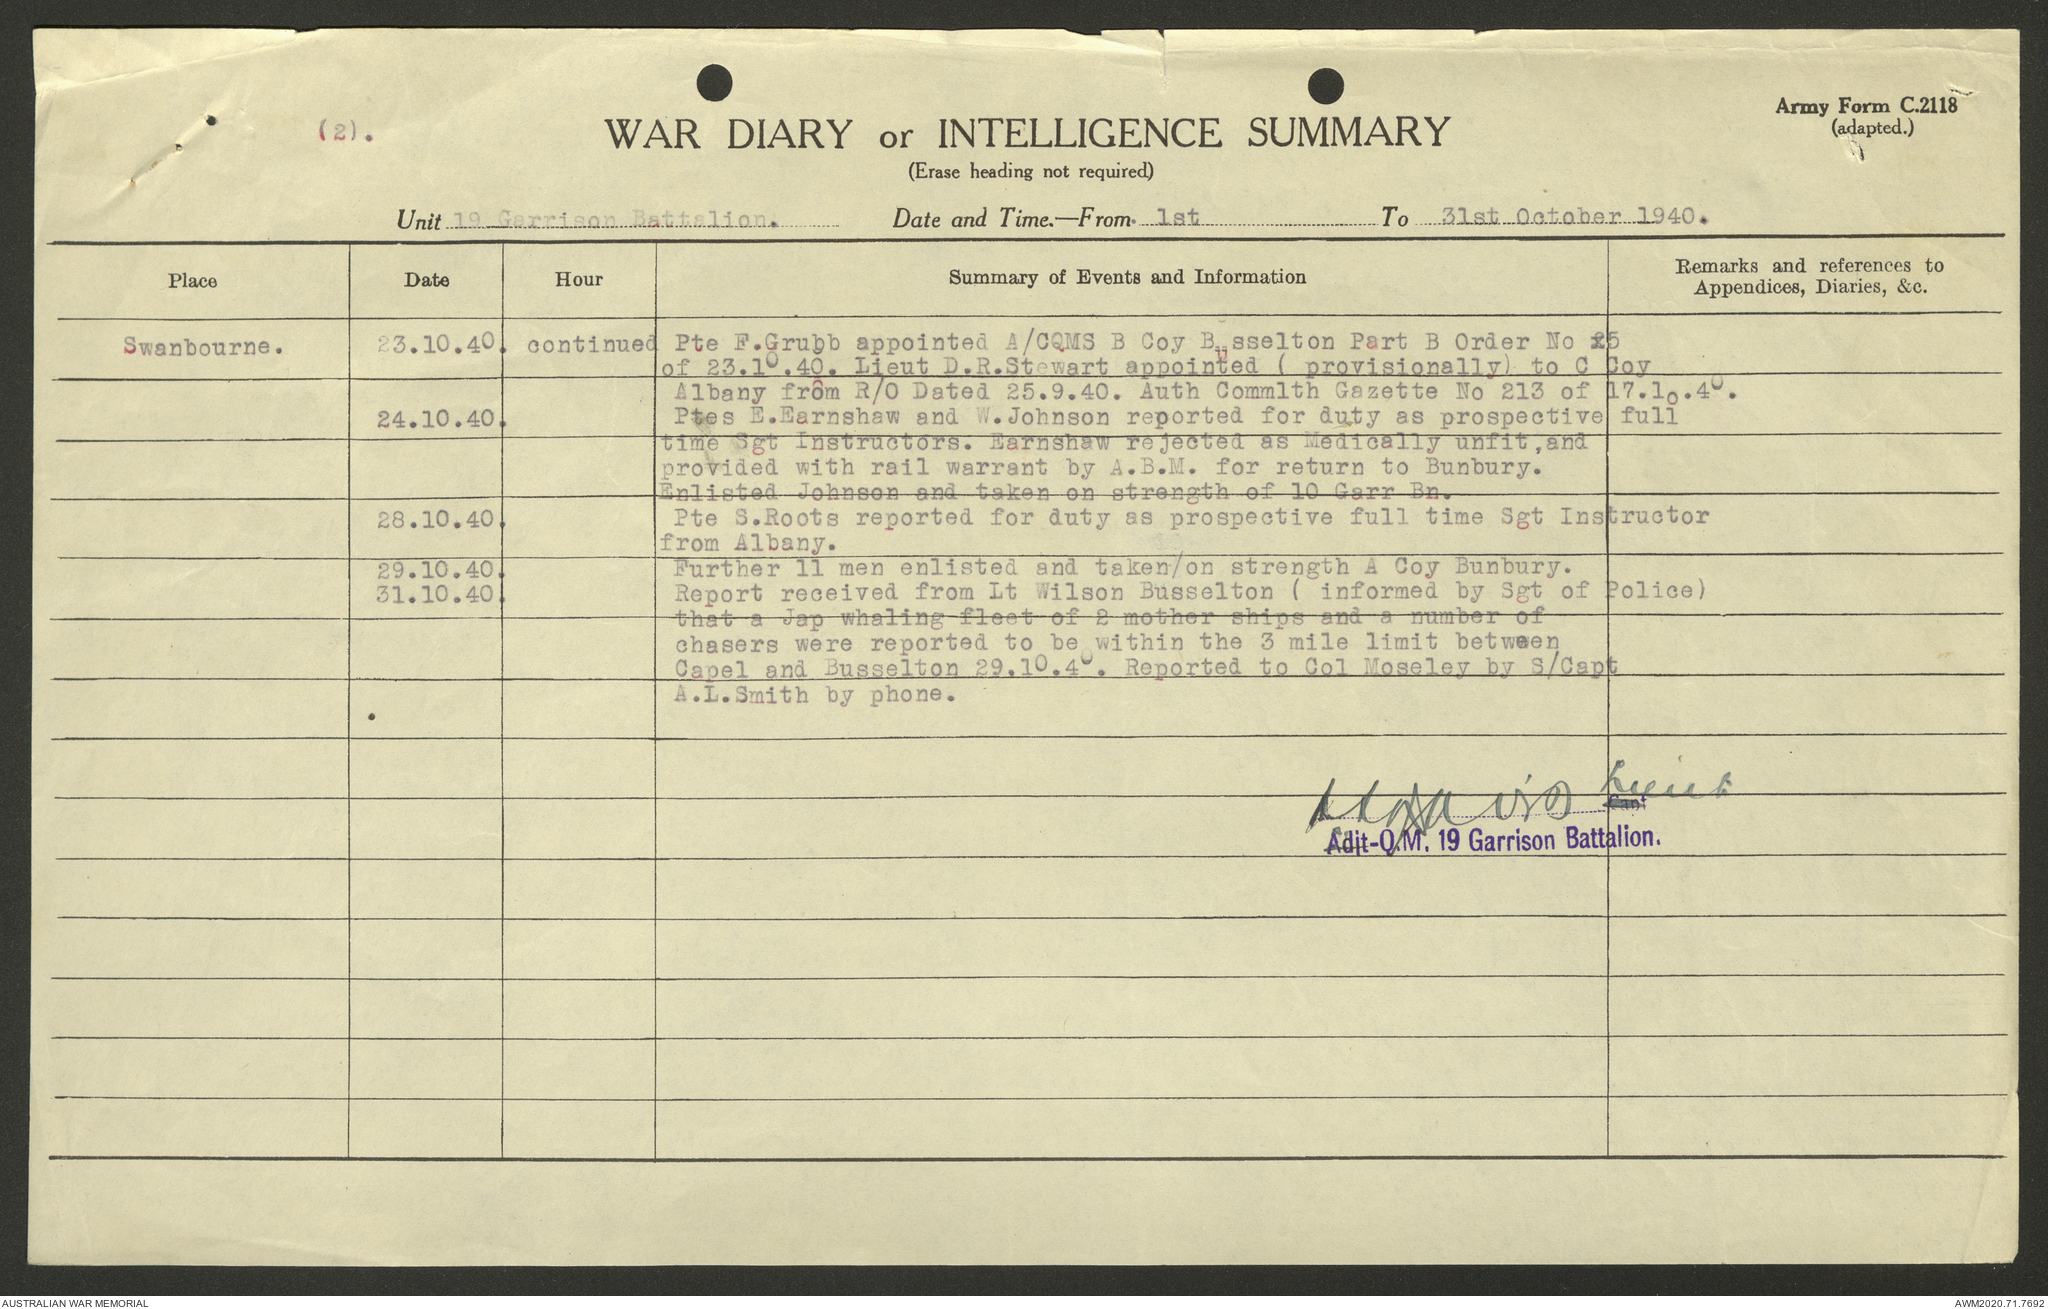 Army Form C.2118
(adapted.)
(2).
WAR DIARY or INTELLIGENCE SUMMARY
(Erase heading not required)
Unit 19 Garrison Battalion. Date and Time.—From 1st To 31st October 1940.
Place Date Hour Summary of Events and Information Remarks and references to
Appendices, Diaries, &c.
Swanbourne. 23.10.40. continued Pte F.Grubb appointed A/CQMS B Coy Busselton Part B Order No 25
of 23.10.40. Lieut D.R.Stewart appointed ( provisionally) to C Coy
Albany from R/O Dated 25.9.40. Auth Commlth Gazette No 213 of 17.10.40.
24.10.40. Ptes E.Earnshaw and W.Johnson reported for duty as prospective full
time Sgt Instructors. Earnshaw rejected as Medically unfit,and
provided with rail warrant by A.B.M. for return to Bunbury.
Enlisted Johnson and taken on strength of 10 Garr Bn.
28.10.40. Pte S.Roots reported for duty as prospective full time Sgt Instructor
from Albany.
29.10.40. Further 11 men enlisted and taken/on strength A Coy Bunbury.
31.10.40. Report received from Lt Wilson Busselton ( informed by Sgt of Police)
that a Jap whaling fleet of 2 mother ships and a number of
chasers were reported to be within the 3 mile limit between
Capel and Busselton 29.10.40. Reported to Col Moseley by S/Capt
A.L.Smith by phone.
Lieut
Capt
Adjt-Q.M. 19 Garrison Battalion.
AUSTRALIAN WAR MEMORIAL AWM2020.71.7692